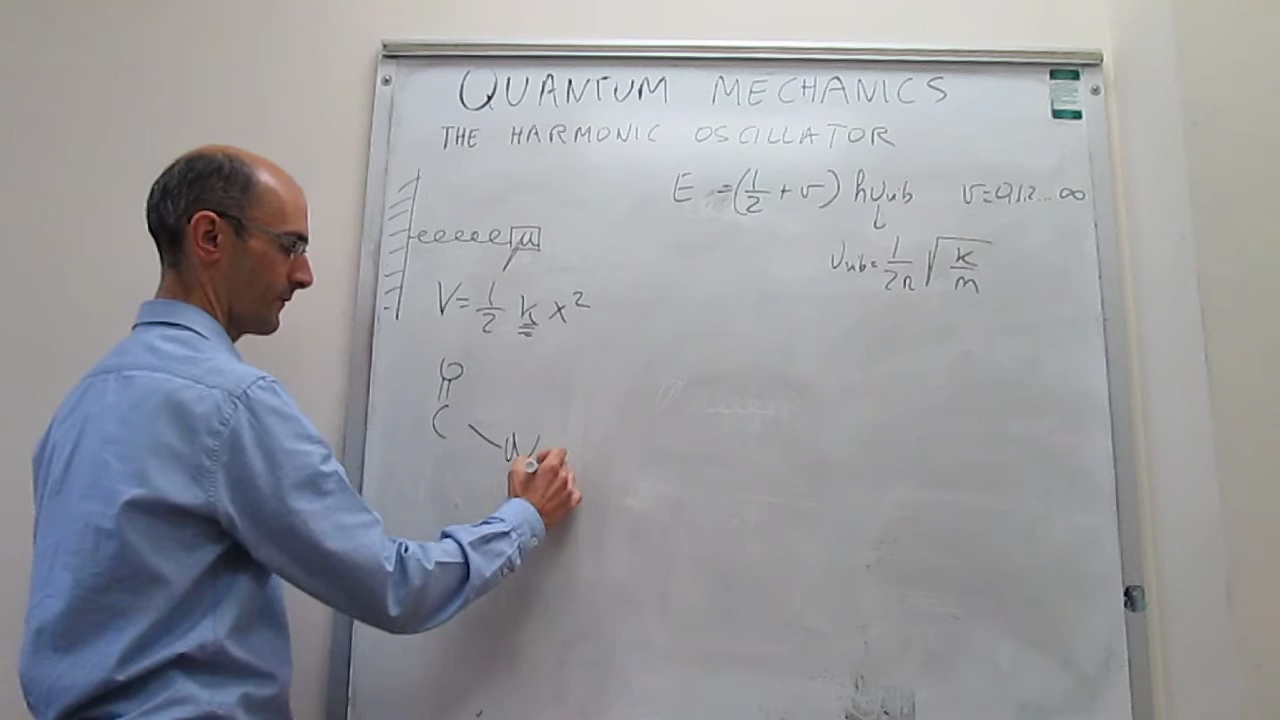 QUANTUM MECHANICS
THE HARMONIC OSCILLATOR
E = (1/2 + v) hνvib v=0,1,2...∞
νvib = 1/2π √k/m
m
V = 1/2 k x²
O
C